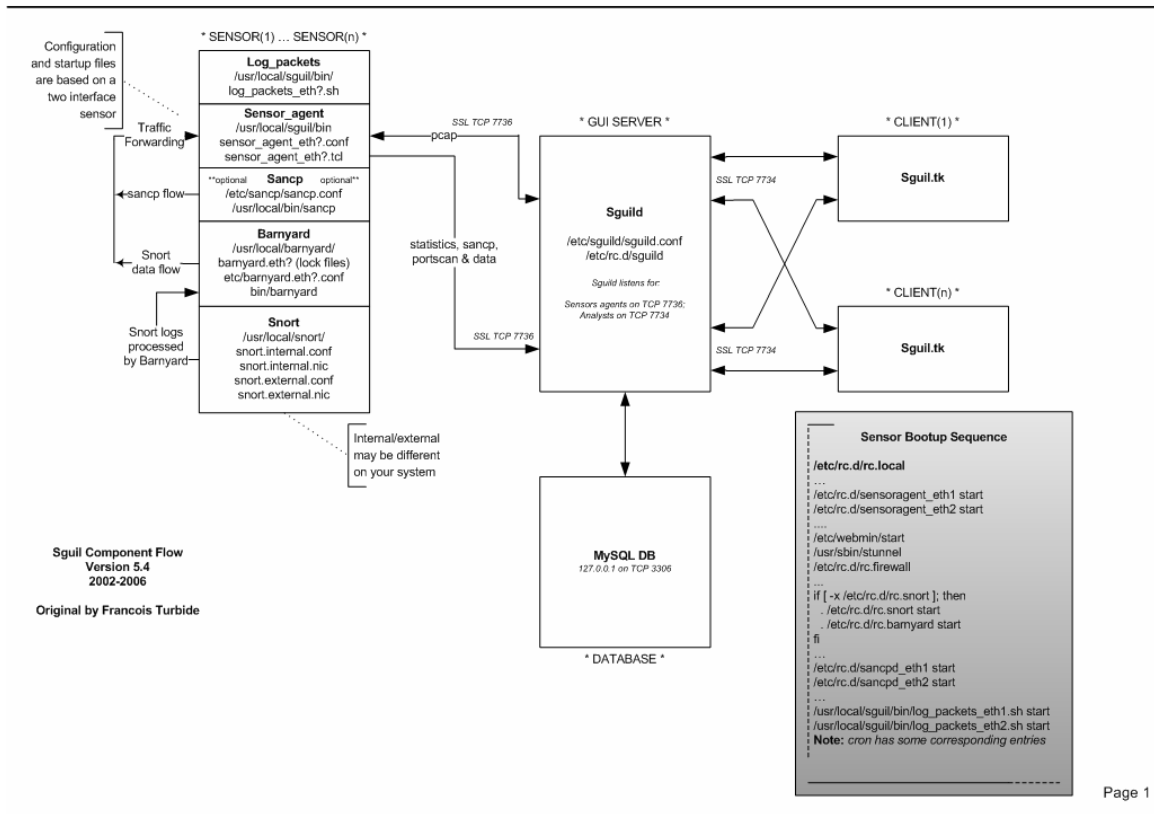 Configuration
and startup files
are based on a
two interface
sensor
* SENSOR(1) ... SENSOR(n) *
Log_packets
/usr/local/sguil/bin/
log_packets_eth?.sh
Sensor_agent
/usr/local/sguil/bin
sensor_agent_eth?.conf
sensor_agent_eth?.tcl
**optional Sancp optional**
/etc/sancp/sancp.conf
/usr/local/bin/sancp
Barnyard
/usr/local/barnyard/
barnyard.eth? (lock files)
etc/barnyard.eth?.conf
bin/barnyard
Snort
/usr/local/snort/
snort.internal.conf
snort.internal.nic
snort.external.conf
snort.external.nic
Traffic
Forwarding
sancp flow
Snort
data flow
Snort logs
processed
by Barnyard
Internal/external
may be different
on your system
SSL TCP 7736
pcap
statistics, sancp,
portscan & data
SSL TCP 7736
* GUI SERVER *
Sguild
/etc/sguild/sguild.conf
/etc/rc.d/sguild
Sguild listens for:
Sensors agents on TCP 7736;
Analysts on TCP 7734
SSL TCP 7734
SSL TCP 7734
* CLIENT(1) *
Sguil.tk
* CLIENT(n) *
Sguil.tk
MySQL DB
127.0.0.1 on TCP 3306
* DATABASE *
Sguil Component Flow
Version 5.4
2002-2006
Original by Francois Turbide
Sensor Bootup Sequence
/etc/rc.d/rc.local
...
/etc/rc.d/sensoragent_eth1 start
/etc/rc.d/sensoragent_eth2 start
....
/etc/webmin/start
/usr/sbin/stunnel
/etc/rc.d/rc.firewall
...
if [ -x /etc/rc.d/rc.snort ]; then
. /etc/rc.d/rc.snort start
. /etc/rc.d/rc.barnyard start
fi
...
/etc/rc.d/sancpd_eth1 start
/etc/rc.d/sancpd_eth2 start
...
/usr/local/sguil/bin/log_packets_eth1.sh start
/usr/local/sguil/bin/log_packets_eth2.sh start
Note: cron has some corresponding entries
Page 1